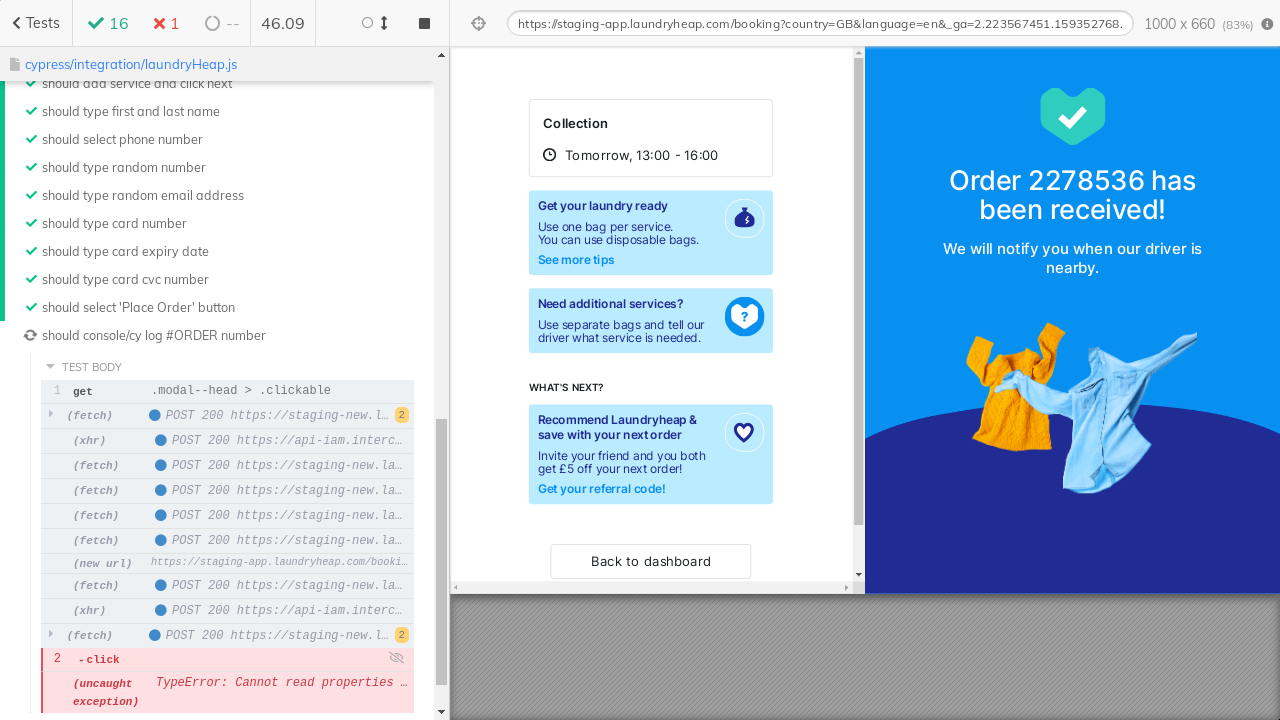 Tests
16
1
--
46.09
cypress/integration/laundryHeap.js
should add service and click next
should type first and last name
should select phone number
should type random number
should type random email address
should type card number
should type card expiry date
should type card cvc number
should select 'Place Order' button
should console/cy log #ORDER number
TEST BODY
1 get .modal--head > .clickable
(fetch) POST 200 https://staging-new.l… 2
(xhr) POST 200 https://api-iam.interc…
(fetch) POST 200 https://staging-new.la…
(fetch) POST 200 https://staging-new.la…
(fetch) POST 200 https://staging-new.la…
(fetch) POST 200 https://staging-new.la…
(new url) https://staging-app.laundryheap.com/booki…
(fetch) POST 200 https://staging-new.la…
(xhr) POST 200 https://api-iam.interc…
(fetch) POST 200 https://staging-new.l… 2
2 -click
(uncaught exception) TypeError: Cannot read properties …
https://staging-app.laundryheap.com/booking?country=GB&language=en&_ga=2.223567451.159352768.
1000 x 660 (83%)
Collection
Tomorrow, 13:00 - 16:00
Get your laundry ready
Use one bag per service.
You can use disposable bags.
See more tips
Need additional services?
Use separate bags and tell our
driver what service is needed.
WHAT'S NEXT?
Recommend Laundryheap &
save with your next order
Invite your friend and you both
get £5 off your next order!
Get your referral code!
Back to dashboard
Order 2278536 has
been received!
We will notify you when our driver is
nearby.